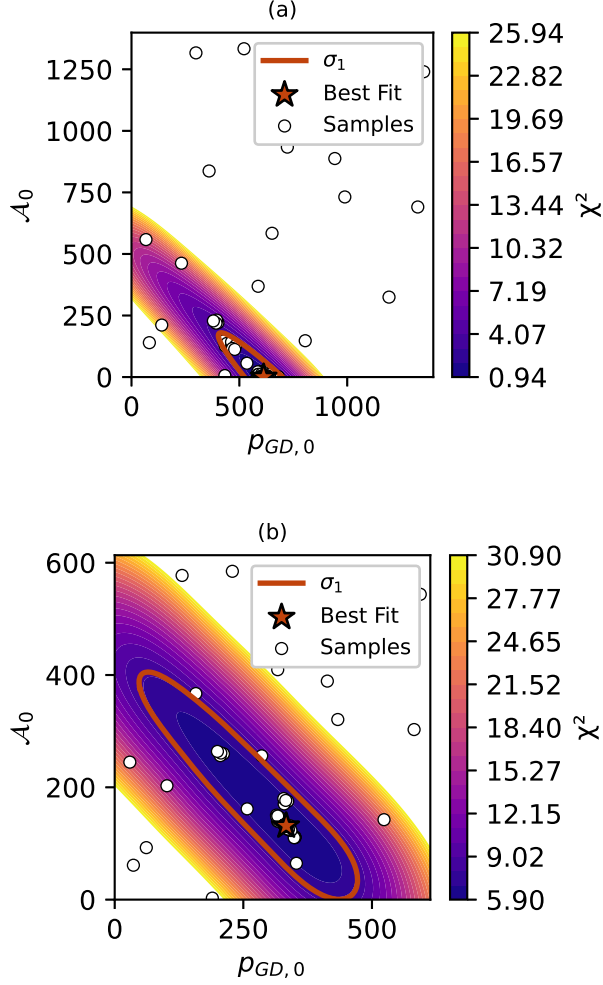 (a)
𝒜₀
1250
1000
750
500
250
0
0 500 1000
p_GD, 0
σ₁
Best Fit
Samples
25.94
22.82
19.69
16.57
13.44
10.32
7.19
4.07
0.94
χ²
(b)
𝒜₀
600
400
200
0
0 250 500
p_GD, 0
σ₁
Best Fit
Samples
30.90
27.77
24.65
21.52
18.40
15.27
12.15
9.02
5.90
χ²